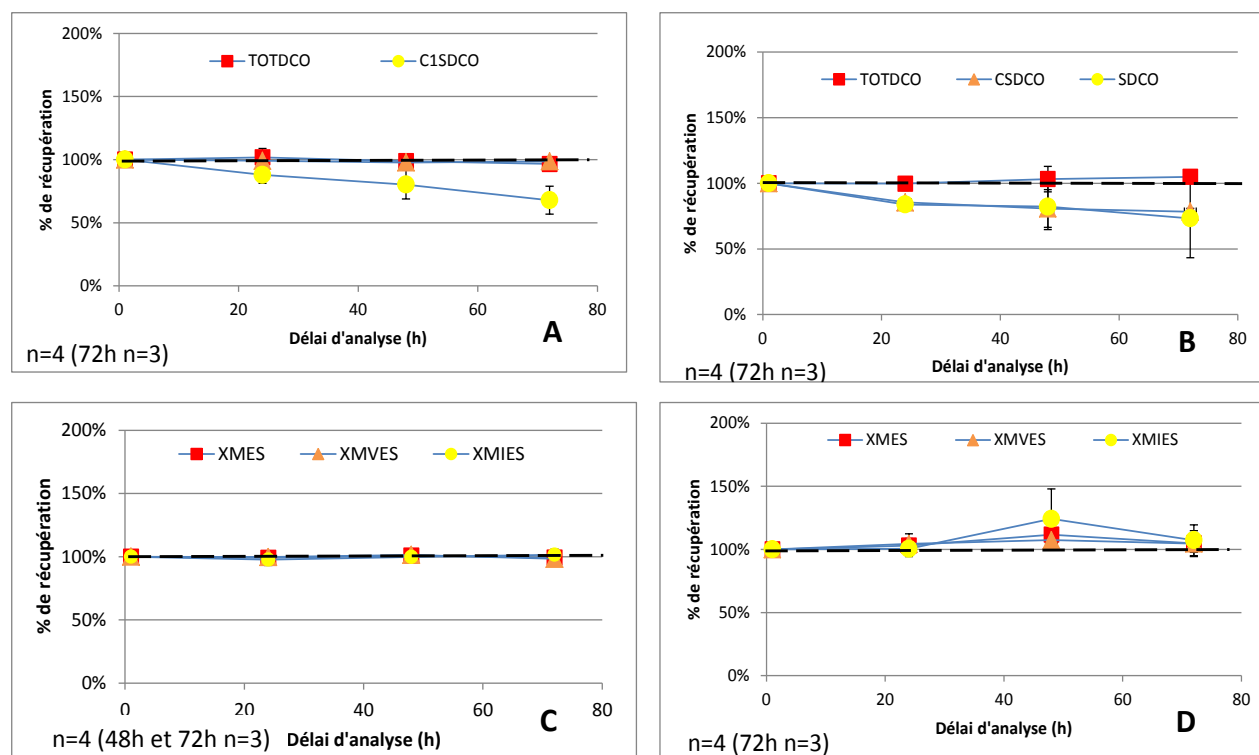 200%
150%
100%
50%
0%
% de récupération
TOTDCO C1SDCO
0 20 40 60 80
Délai d'analyse (h)
A
n=4 (72h n=3)
200%
150%
100%
50%
0%
% de récupération
TOTDCO CSDCO SDCO
0 20 40 60 80
Délai d'analyse (h)
B
n=4 (72h n=3)
200%
150%
100%
50%
0%
% de récupération
XMES XMVES XMIES
0 20 40 60 80
Délai d'analyse (h)
C
n=4 (48h et 72h n=3)
200%
150%
100%
50%
0%
% de récupération
XMES XMVES XMIES
0 20 40 60 80
Délai d'analyse (h)
D
n=4 (72h n=3)